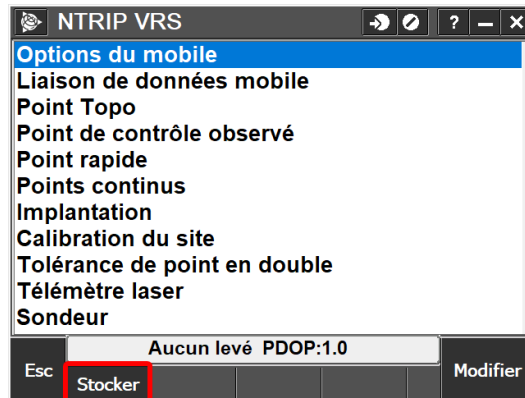 NTRIP VRS ? – ×
Options du mobile
Liaison de données mobile
Point Topo
Point de contrôle observé
Point rapide
Points continus
Implantation
Calibration du site
Tolérance de point en double
Télémètre laser
Sondeur
Aucun levé PDOP:1.0
Esc Stocker Modifier